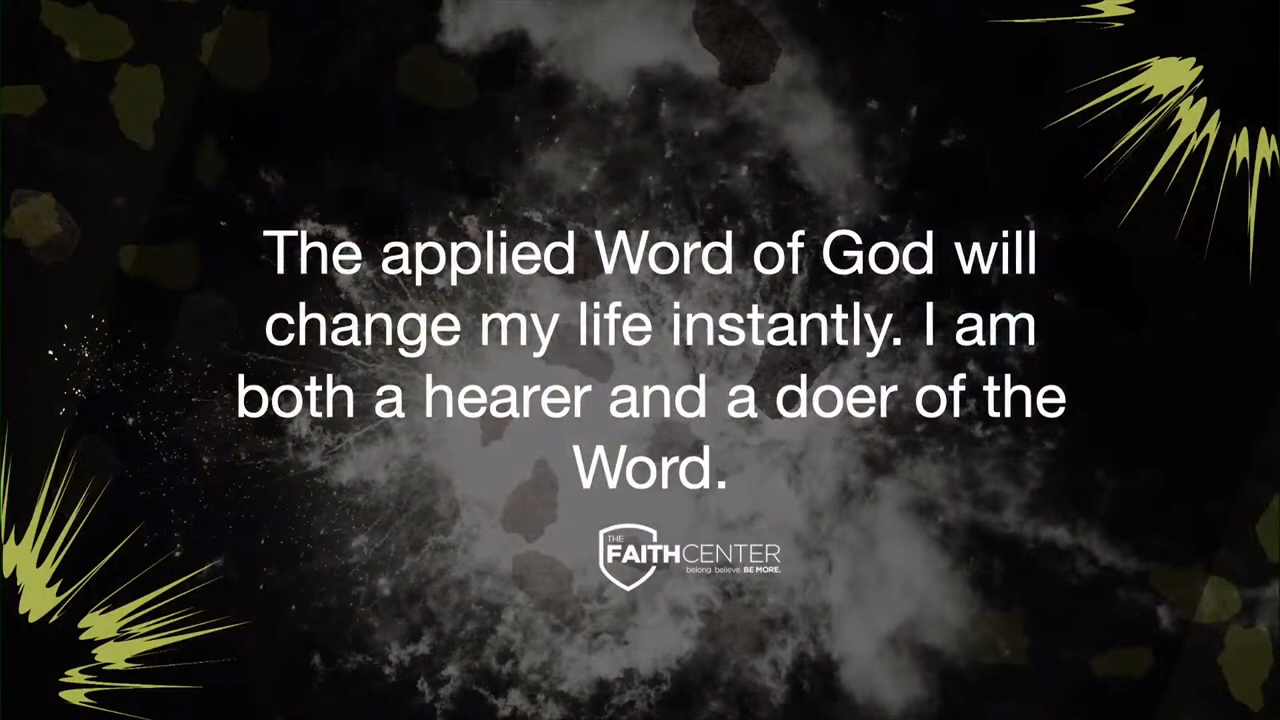 The applied Word of God will
change my life instantly. I am
both a hearer and a doer of the
Word.
THE
FAITHCENTER
belong. believe. BE MORE.